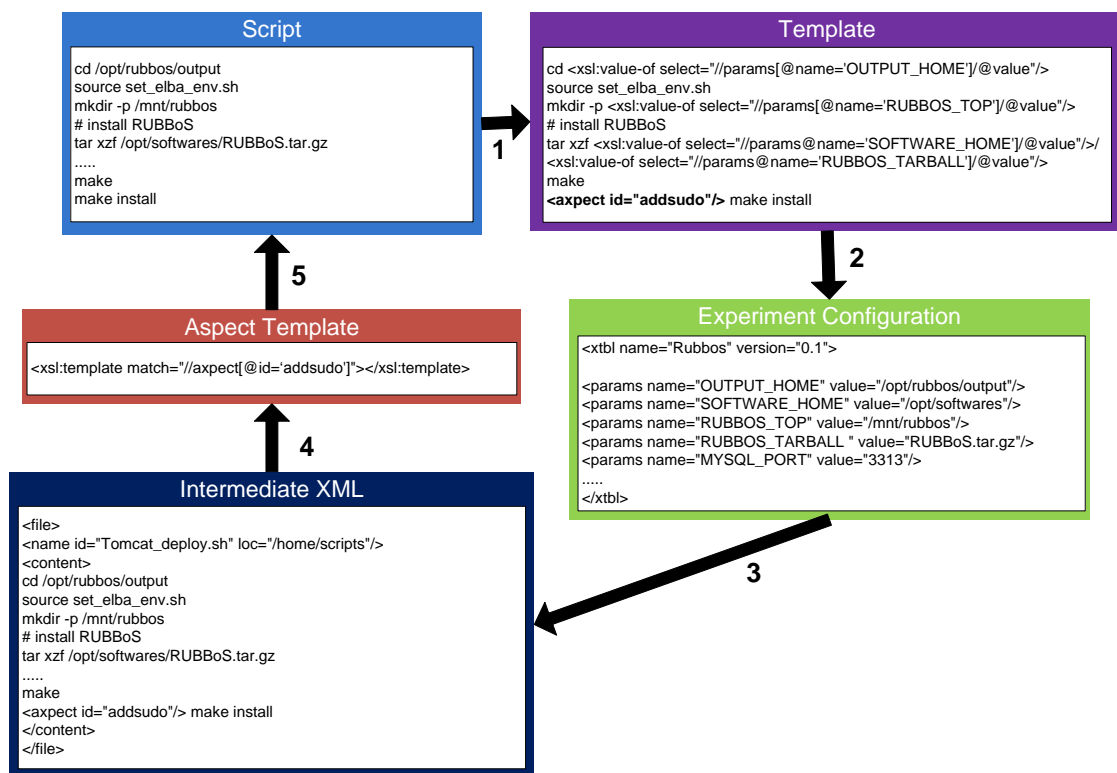 Script
cd /opt/rubbos/output
source set_elba_env.sh
mkdir -p /mnt/rubbos
# install RUBBoS
tar xzf /opt/softwares/RUBBoS.tar.gz
.....
make
make install
1
Template
cd <xsl:value-of select="//params[@name='OUTPUT_HOME']/@value"/>
source set_elba_env.sh
mkdir -p <xsl:value-of select="//params[@name='RUBBOS_TOP']/@value"/>
# install RUBBoS
tar xzf <xsl:value-of select="//params@name='SOFTWARE_HOME']/@value"/>/
<xsl:value-of select="//params@name='RUBBOS_TARBALL']/@value"/>
make
<axpect id="addsudo"/> make install
2
Experiment Configuration
<xtbl name="Rubbos" version="0.1">
<params name="OUTPUT_HOME" value="/opt/rubbos/output"/>
<params name="SOFTWARE_HOME" value="/opt/softwares"/>
<params name="RUBBOS_TOP" value="/mnt/rubbos"/>
<params name="RUBBOS_TARBALL " value="RUBBoS.tar.gz"/>
<params name="MYSQL_PORT" value="3313"/>
.....
</xtbl>
3
Intermediate XML
<file>
<name id="Tomcat_deploy.sh" loc="/home/scripts"/>
<content>
cd /opt/rubbos/output
source set_elba_env.sh
mkdir -p /mnt/rubbos
# install RUBBoS
tar xzf /opt/softwares/RUBBoS.tar.gz
.....
make
<axpect id="addsudo"/> make install
</content>
</file>
4
Aspect Template
<xsl:template match="//axpect[@id='addsudo']"></xsl:template>
5